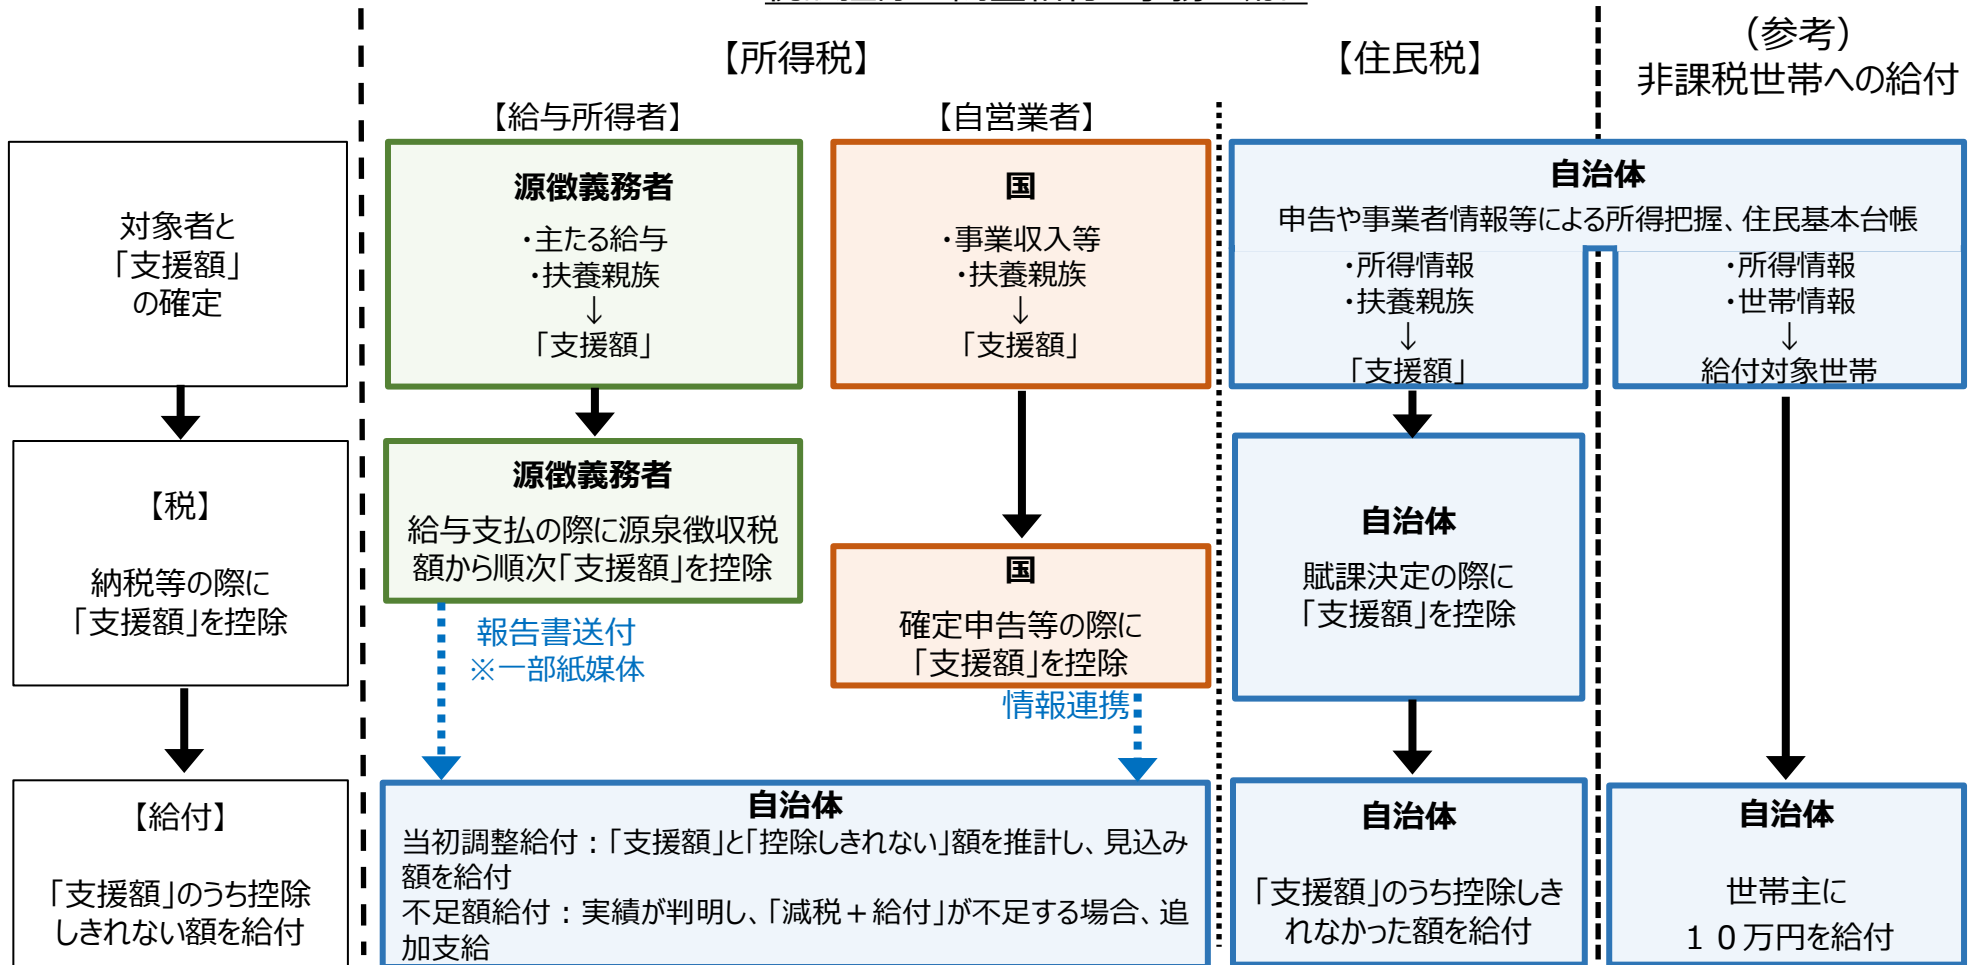 【所得税】
【住民税】
（参考）
非課税世帯への給付
【給与所得者】
【自営業者】
対象者と
「支援額」
の確定
源徴義務者
・主たる給与
・扶養親族
↓
「支援額」
国
・事業収入等
・扶養親族
↓
「支援額」
自治体
申告や事業者情報等による所得把握、住民基本台帳
・所得情報
・扶養親族
↓
「支援額」
・所得情報
・世帯情報
↓
給付対象世帯
【税】
納税等の際に
「支援額」を控除
源徴義務者
給与支払の際に源泉徴収税
額から順次「支援額」を控除
国
確定申告等の際に
「支援額」を控除
自治体
賦課決定の際に
「支援額」を控除
報告書送付
※一部紙媒体
情報連携
【給付】
「支援額」のうち控除
しきれない額を給付
自治体
当初調整給付：「支援額」と「控除しきれない」額を推計し、見込み
額を給付
不足額給付：実績が判明し、「減税＋給付」が不足する場合、追
加支給
自治体
「支援額」のうち控除しき
れなかった額を給付
自治体
世帯主に
１０万円を給付